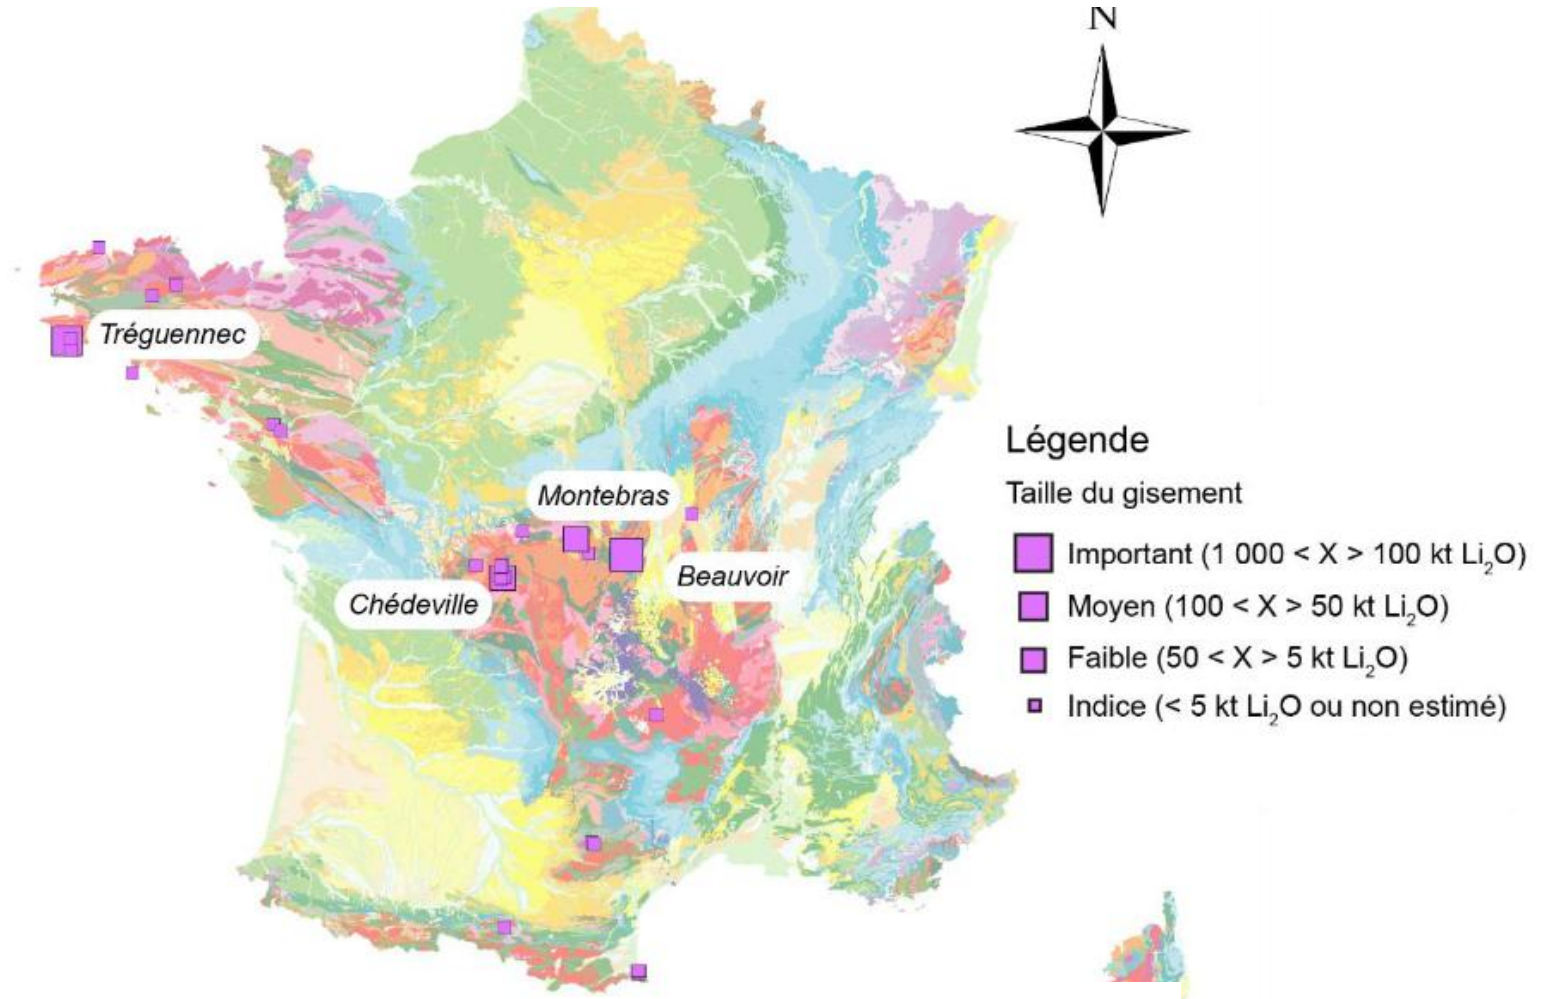 N
Tréguennec
Montebras
Beauvoir
Chédeville
Légende
Taille du gisement
Important (1 000 < X > 100 kt Li₂O)
Moyen (100 < X > 50 kt Li₂O)
Faible (50 < X > 5 kt Li₂O)
Indice (< 5 kt Li₂O ou non estimé)